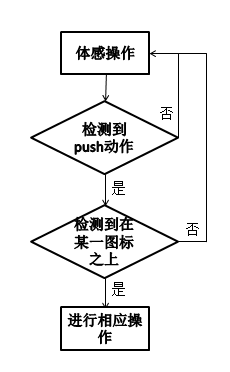 体感操作
否
检测到
push动作
是
检测到在
某一图标
之上
否
是
进行相应操
作